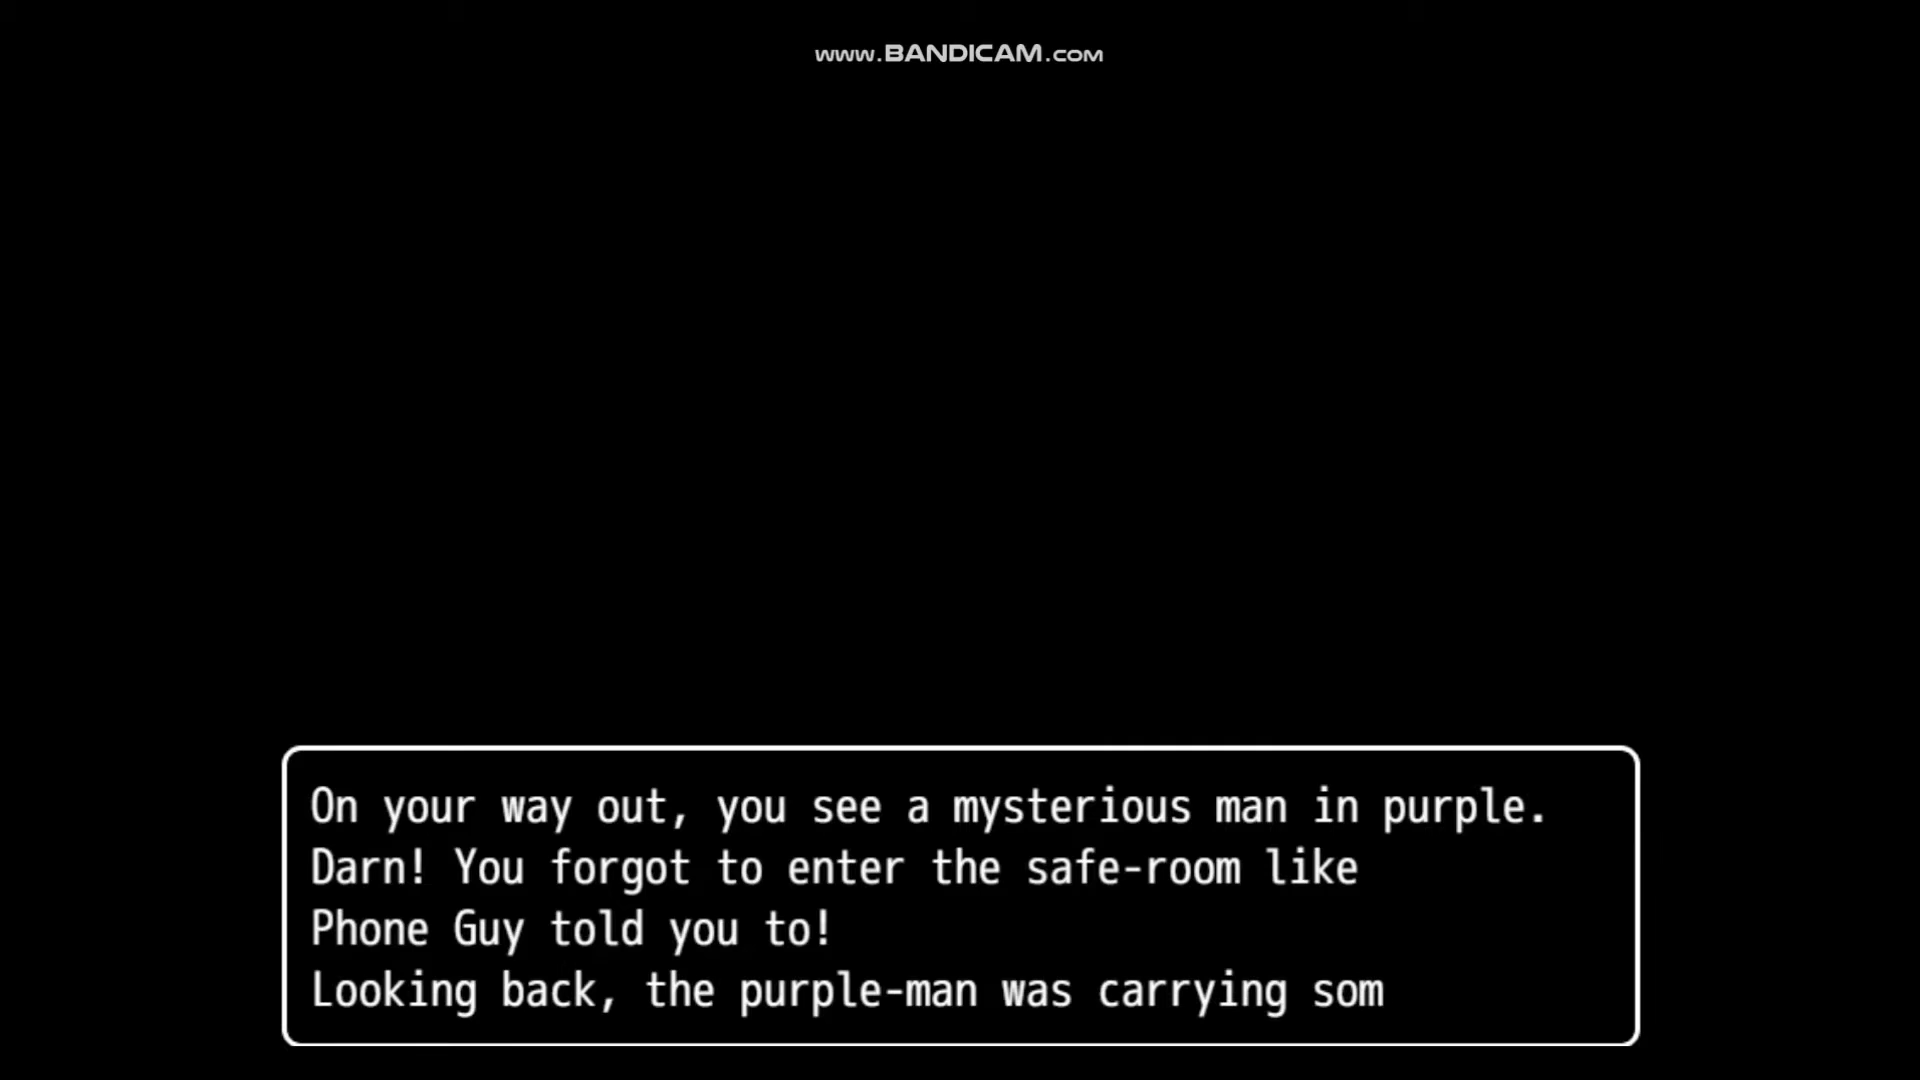 www.BANDICAM.com
On your way out, you see a mysterious man in purple.
Darn! You forgot to enter the safe-room like
Phone Guy told you to!
Looking back, the purple-man was carrying som